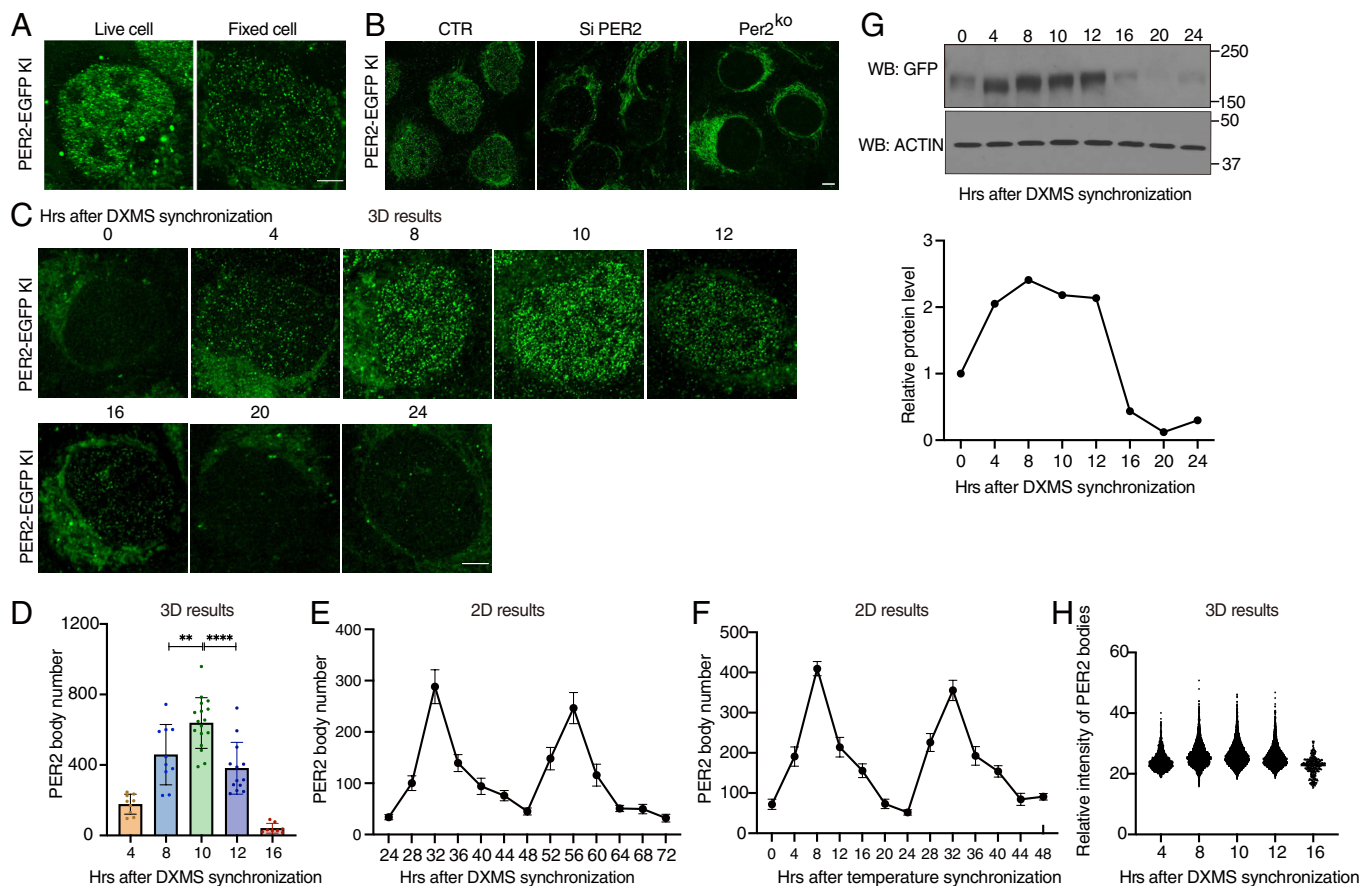 A
Live cell Fixed cell
PER2-EGFP KI
B
CTR Si PER2 Per2ko
PER2-EGFP KI
C Hrs after DXMS synchronization 3D results
0 4 8 10 12
PER2-EGFP KI
16 20 24
PER2-EGFP KI
D 3D results
PER2 body number
1200
800
400
0
** ****
4 8 10 12 16
Hrs after DXMS synchronization
E 2D results
PER2 body number
400
300
200
100
0
24 28 32 36 40 44 48 52 56 60 64 68 72
Hrs after DXMS synchronization
F 2D results
PER2 body number
500
400
300
200
100
0
0 4 8 12 16 20 24 28 32 36 40 44 48
Hrs after temperature synchronization
G
0 4 8 10 12 16 20 24
WB: GFP
250
150
WB: ACTIN
50
37
Hrs after DXMS synchronization
Relative protein level
3
2
1
0
0 4 8 10 12 16 20 24
Hrs after DXMS synchronization
H 3D results
Relative intensity of PER2 bodies
60
40
20
0
4 8 10 12 16
Hrs after DXMS synchronization